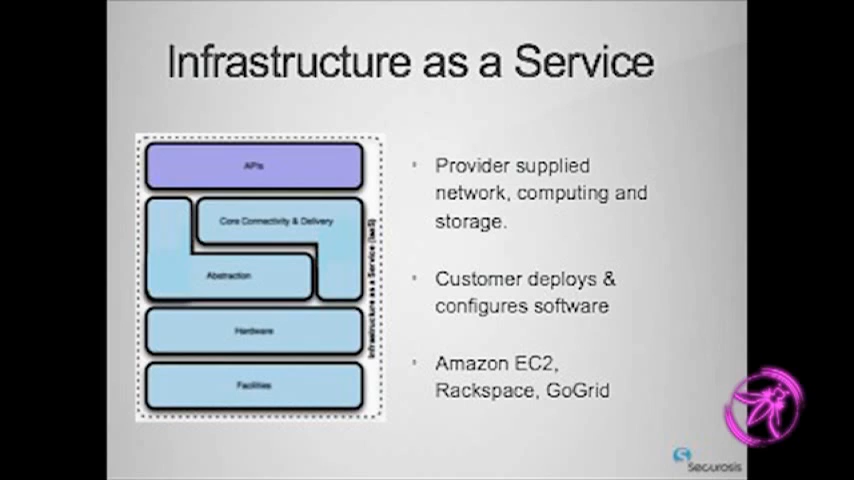 Infrastructure as a Service
APIs
Core Connectivity & Delivery
Abstraction
Hardware
Facilities
Infrastructure as a Service (IaaS)
• Provider supplied
network, computing and
storage.
• Customer deploys &
configures software
• Amazon EC2,
Rackspace, GoGrid
Securosis